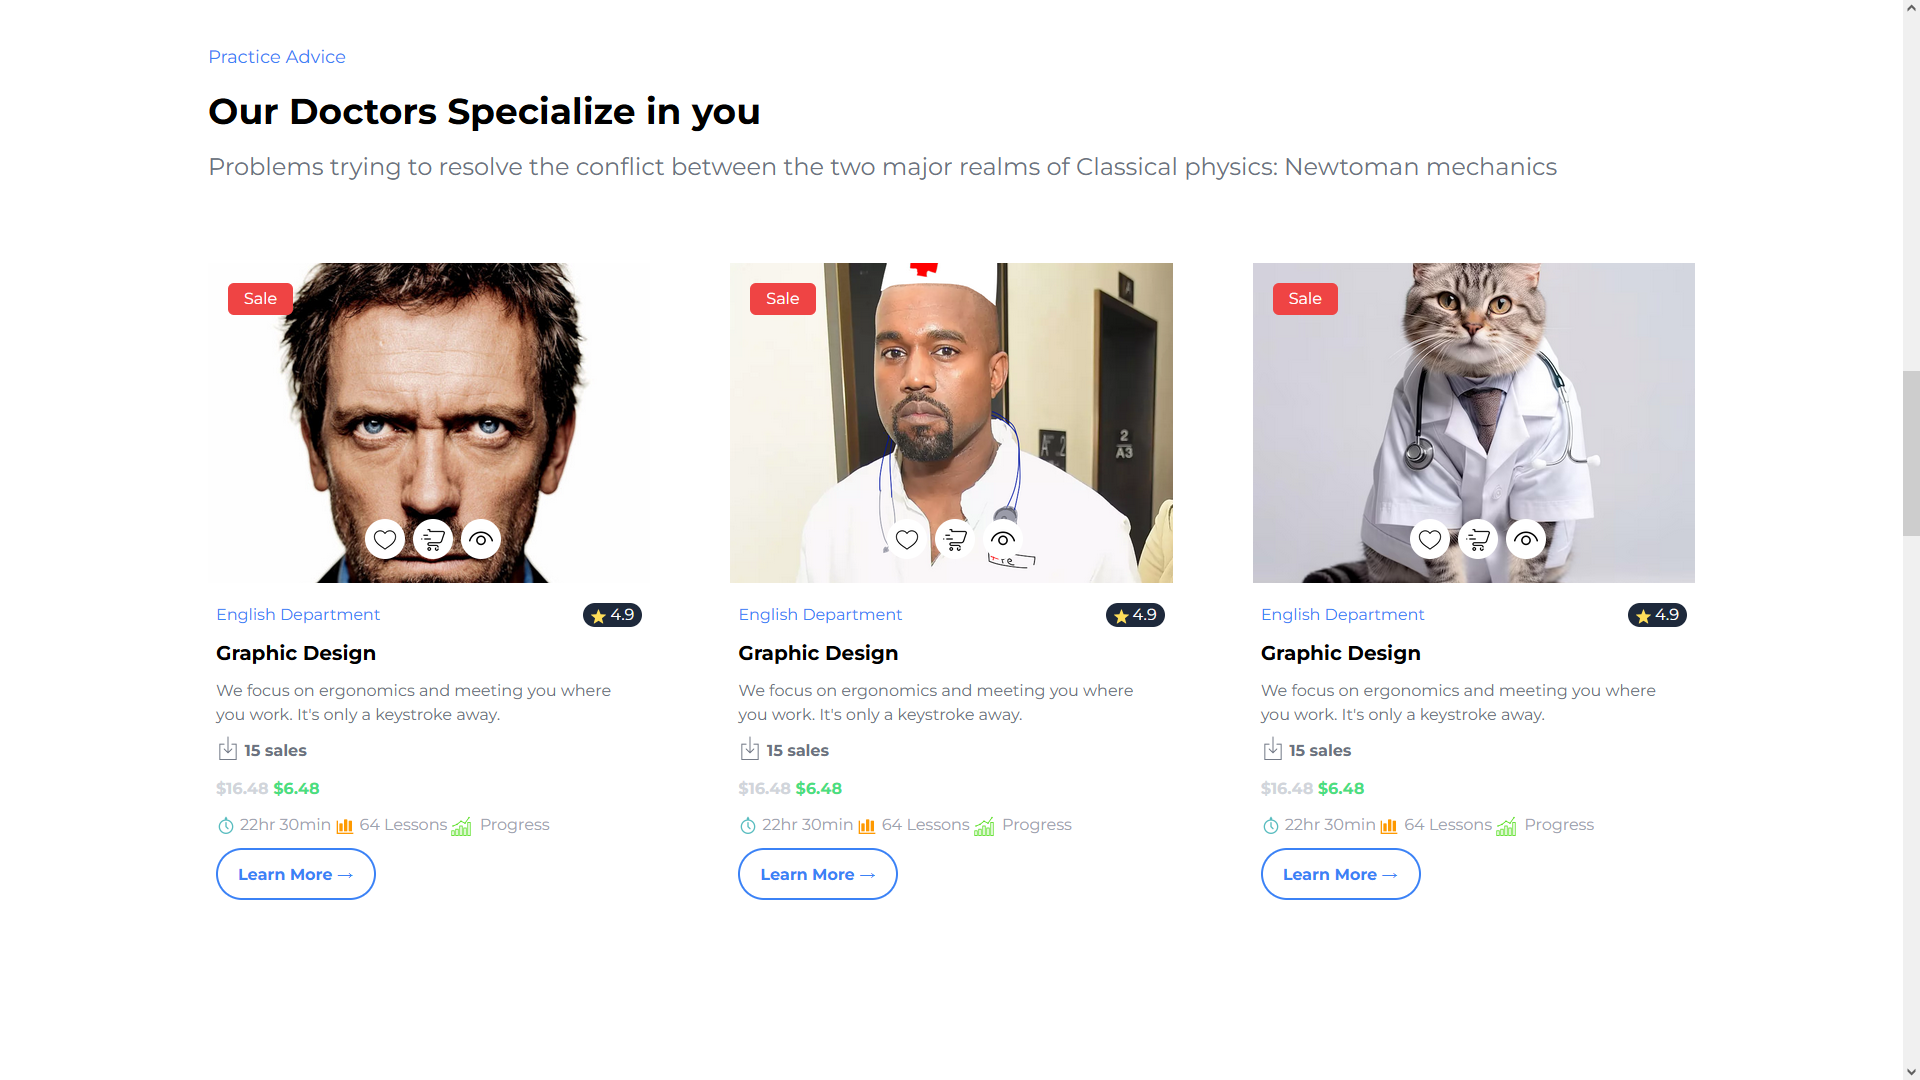 Practice Advice
Our Doctors Specialize in you
Problems trying to resolve the conflict between the two major realms of Classical physics: Newtoman mechanics
Sale
Sale
Sale
2
A3
English Department
4.9
Graphic Design
We focus on ergonomics and meeting you where
you work. It's only a keystroke away.
15 sales
$16.48 $6.48
22hr 30min 64 Lessons Progress
Learn More →
English Department
4.9
Graphic Design
We focus on ergonomics and meeting you where
you work. It's only a keystroke away.
15 sales
$16.48 $6.48
22hr 30min 64 Lessons Progress
Learn More →
English Department
4.9
Graphic Design
We focus on ergonomics and meeting you where
you work. It's only a keystroke away.
15 sales
$16.48 $6.48
22hr 30min 64 Lessons Progress
Learn More →